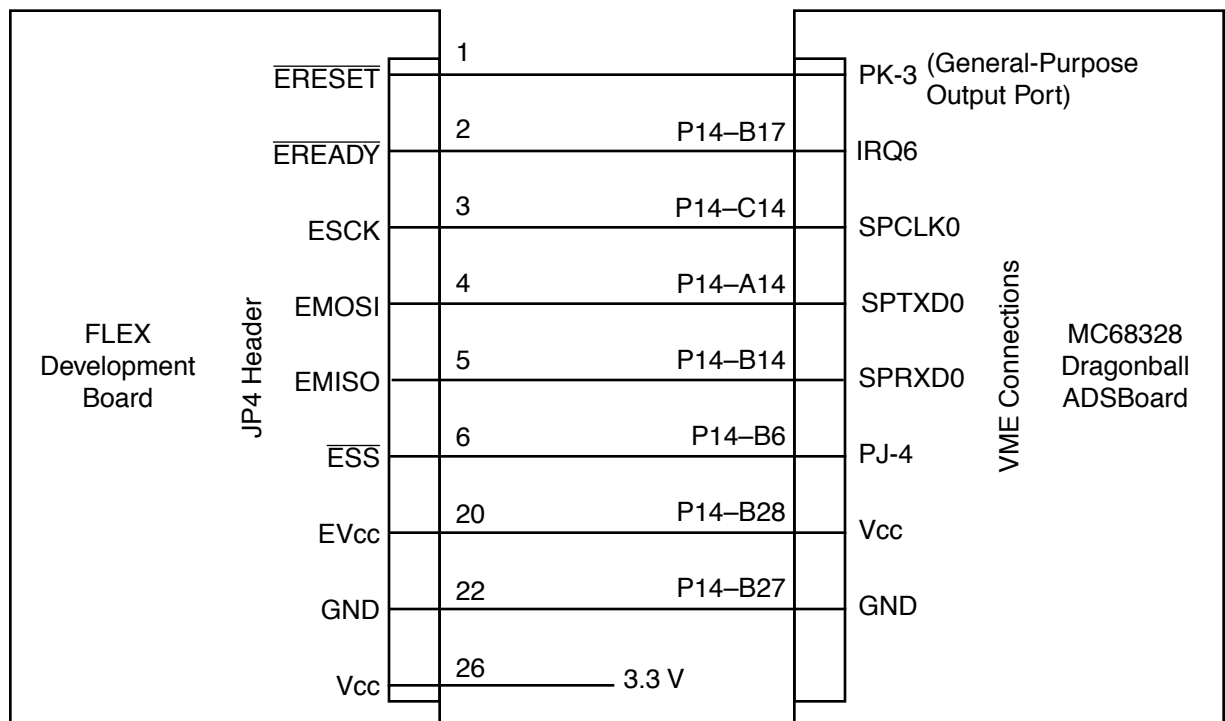 1
ERESET
PK-3 (General-Purpose
Output Port)
2
P14–B17
EREADY
IRQ6
3
P14–C14
ESCK
SPCLK0
4
P14–A14
EMOSI
SPTXD0
FLEX
Development
Board
JP4 Header
5
P14–B14
EMISO
SPRXD0
VME Connections
MC68328
Dragonball
ADSBoard
6
P14–B6
ESS
PJ-4
20
P14–B28
EVcc
Vcc
22
P14–B27
GND
GND
26
Vcc
3.3 V